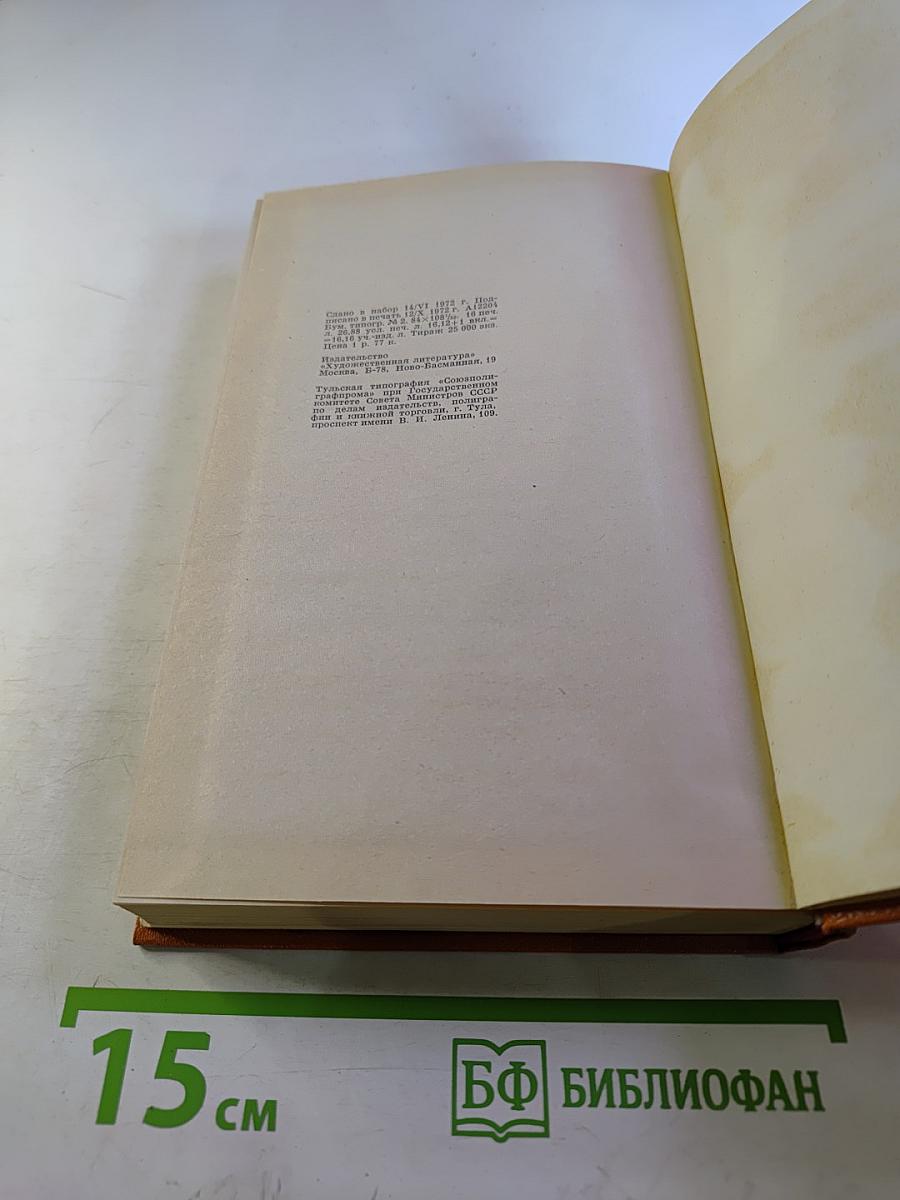 Сдано в набор 14/VI 1972 г. Под-
писано в печать 12/X 1972 г. А12204
Бум. типогр. № 2. 84×108¹/₃₂. 16 печ.
л. 26,88 усл. печ. л. 16,12+1 вкл.=
=16,16 уч.-изд. л. Тираж 25 000 экз.
Цена 1 р. 77 к.
Издательство
«Художественная литература»
Москва, Б-78, Ново-Басманная, 19
Тульская типография «Союзполи-
графпрома» при Государственном
комитете Совета Министров СССР
по делам издательств, полигра-
фии и книжной торговли, г. Тула,
проспект имени В. И. Ленина, 109.
15 см
БФ БИБЛИОФАН